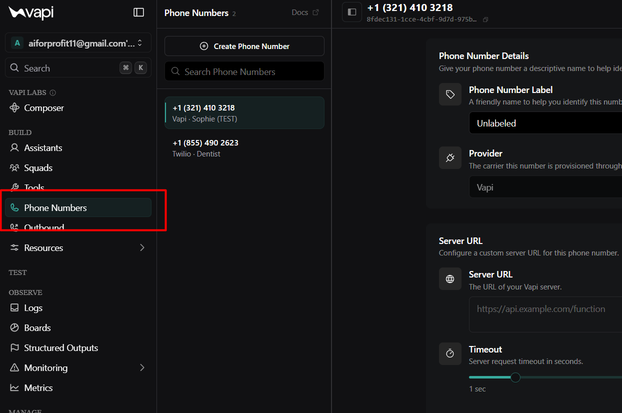 vapi
A aiforprofit11@gmail.com'...
Search ⌘ K
VAPI LABS
Composer
BUILD
Assistants
Squads
Tools
Phone Numbers
Outbound
Resources
TEST
OBSERVE
Logs
Boards
Structured Outputs
Monitoring
Metrics
MANAGE
Phone Numbers 2 Docs
Create Phone Number
Search Phone Numbers
+1 (321) 410 3218
Vapi · Sophie (TEST)
+1 (855) 490 2623
Twilio · Dentist
+1 (321) 410 3218
8fdec131-1cce-4cbf-9d7d-975b...
Phone Number Details
Give your phone number a descriptive name to help
Phone Number Label
A friendly name to help you identify this
Unlabeled
Provider
The carrier this number is provisioned through
Vapi
Server URL
Configure a custom server URL for this phone number.
Server URL
The URL of your Vapi server.
https://api.example.com/function
Timeout
Server request timeout in seconds.
1 sec